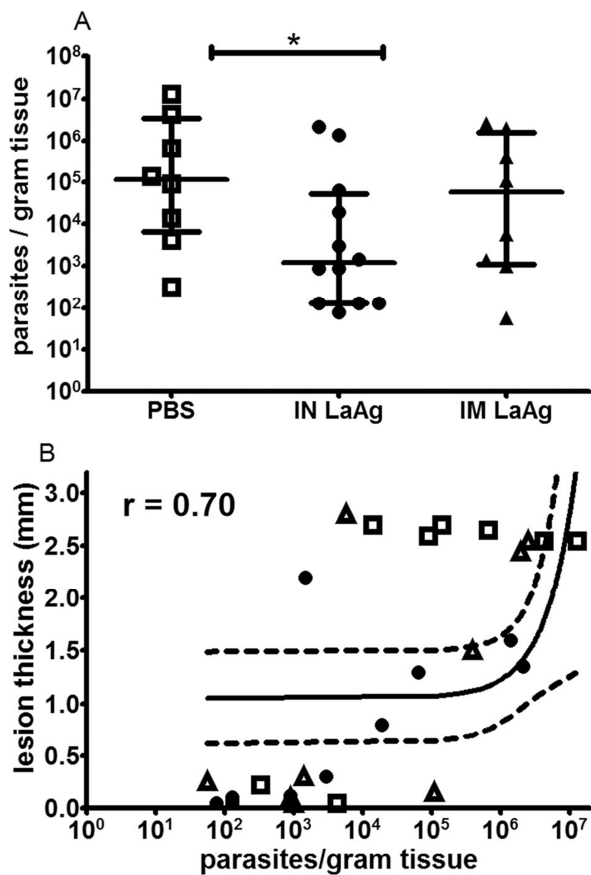 A
*
10⁸
10⁷
10⁶
10⁵
10⁴
10³
10²
10¹
10⁰
parasites / gram tissue
PBS IN LaAg IM LaAg
B
r = 0.70
3.0
2.5
2.0
1.5
1.0
0.5
0.0
lesion thickness (mm)
10⁰ 10¹ 10² 10³ 10⁴ 10⁵ 10⁶ 10⁷
parasites/gram tissue